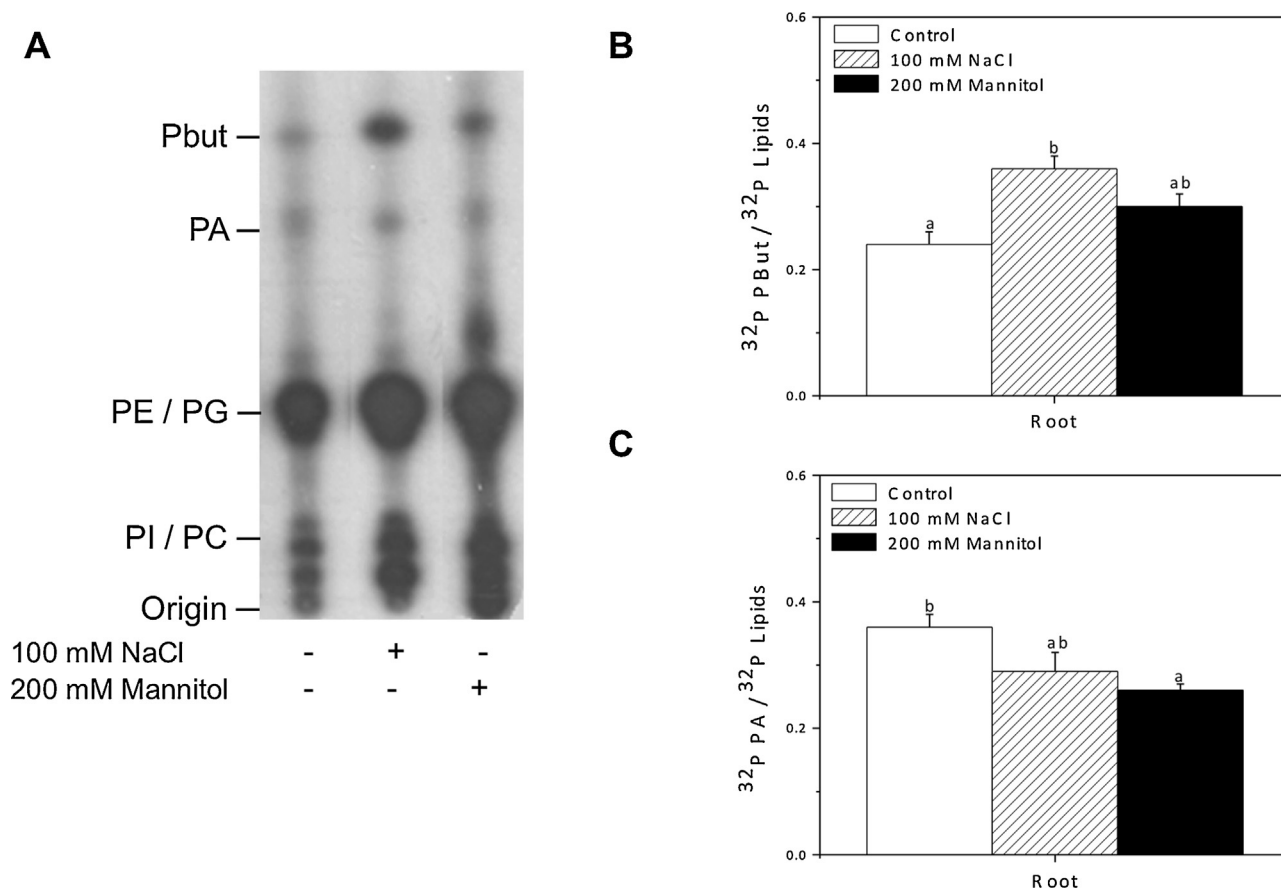 A
Pbut
PA
PE / PG
PI / PC
Origin
100 mM NaCl - + -
200 mM Mannitol - - +
B
0.6
0.4
0.2
0.0
32P PBut / 32P Lipids
Control
100 mM NaCl
200 mM Mannitol
a
b
ab
Root
C
0.6
0.4
0.2
0.0
32P PA / 32P Lipids
Control
100 mM NaCl
200 mM Mannitol
b
ab
a
Root